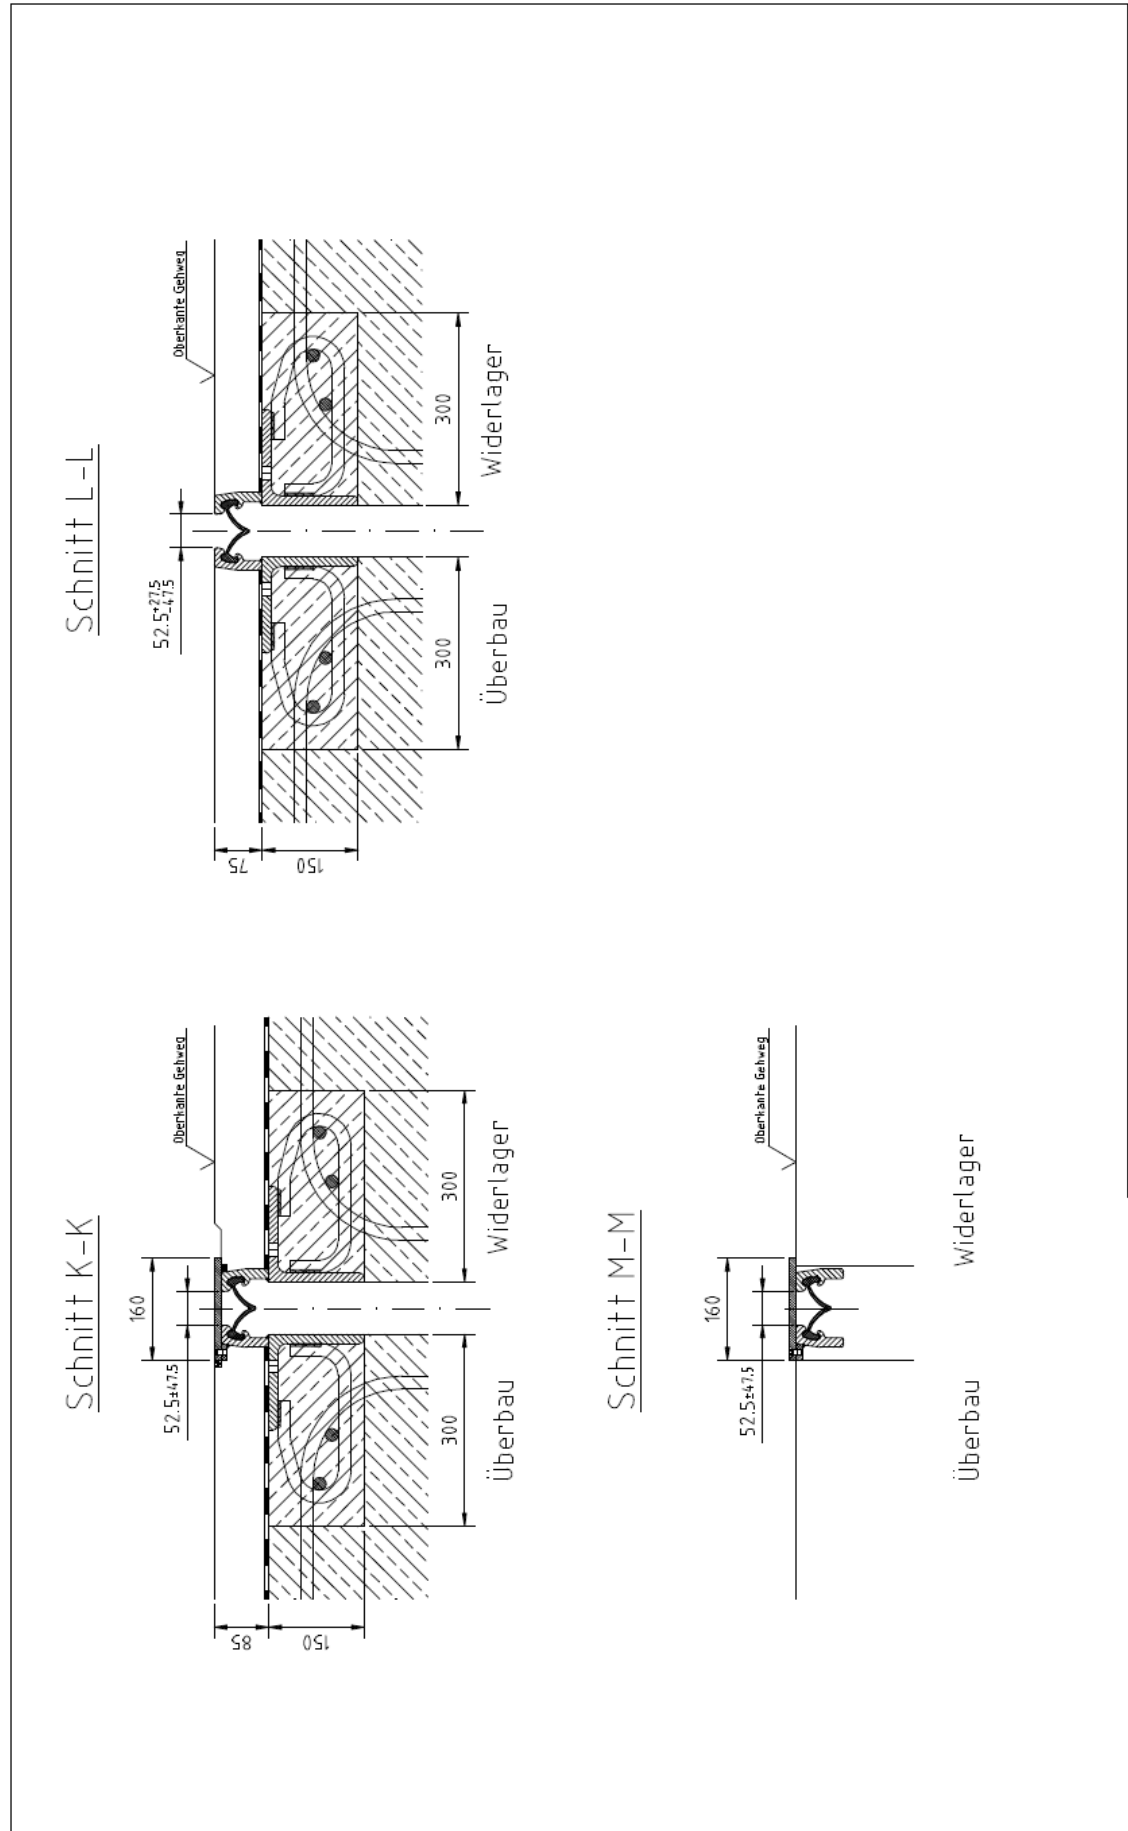 Schnitt K-K
160
52.5±47.5
Oberkante Gehweg
85
150
300
300
Überbau
Widerlager
Schnitt L-L
52.5+27.5
-47.5
Oberkante Gehweg
75
150
300
300
Überbau
Widerlager
Schnitt M-M
160
52.5±47.5
Oberkante Gehweg
Überbau
Widerlager